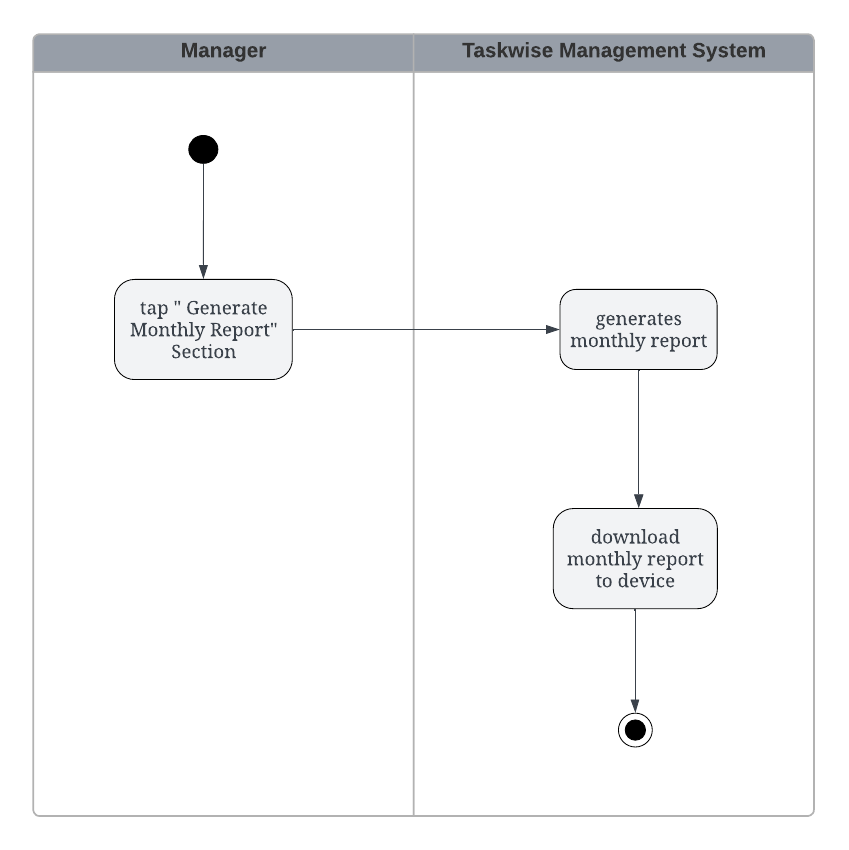 Manager
Taskwise Management System
tap " Generate
Monthly Report"
Section
generates
monthly report
download
monthly report
to device